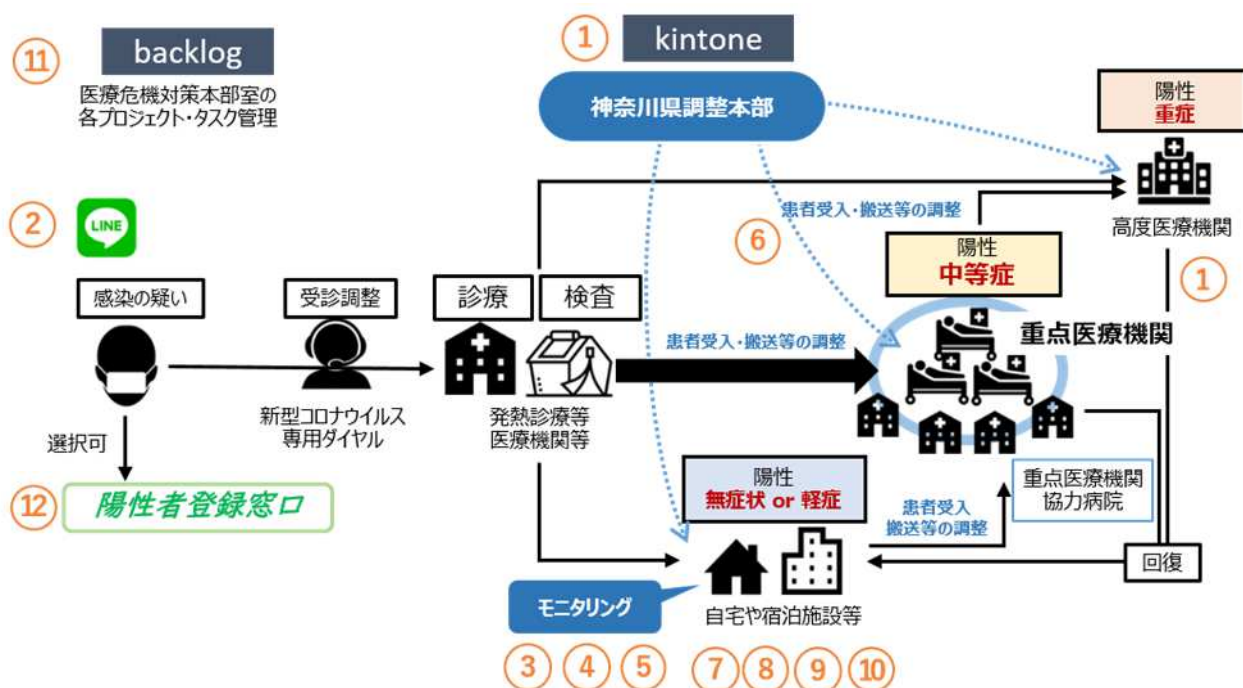 ⑪
backlog
医療危機対策本部室の
各プロジェクト・タスク管理
①
kintone
神奈川県調整本部
陽性
重症
高度医療機関
①
②
LINE
感染の疑い
受診調整
新型コロナウイルス
専用ダイヤル
診療
検査
発熱診療等
医療機関等
患者受入・搬送等の調整
⑥
陽性
中等症
患者受入・搬送等の調整
重点医療機関
選択可
⑫
陽性者登録窓口
陽性
無症状 or 軽症
患者受入
搬送等の調整
重点医療機関
協力病院
回復
モニタリング
自宅や宿泊施設等
③
④
⑤
⑦
⑧
⑨
⑩